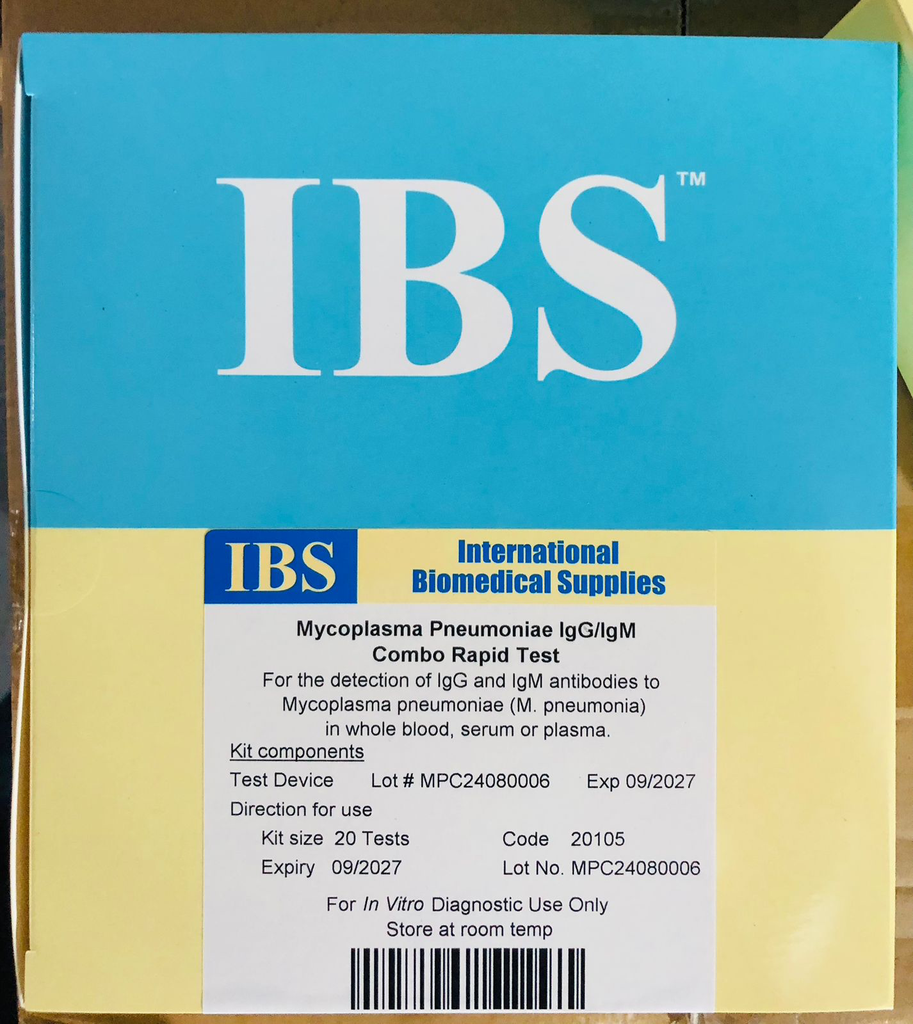 IBS™
IBS
International
Biomedical Supplies
Mycoplasma Pneumoniae IgG/IgM
Combo Rapid Test
For the detection of IgG and IgM antibodies to
Mycoplasma pneumoniae (M. pneumonia)
in whole blood, serum or plasma.
Kit components
Test Device Lot # MPC24080006 Exp 09/2027
Direction for use
Kit size 20 Tests Code 20105
Expiry 09/2027 Lot No. MPC24080006
For In Vitro Diagnostic Use Only
Store at room temp